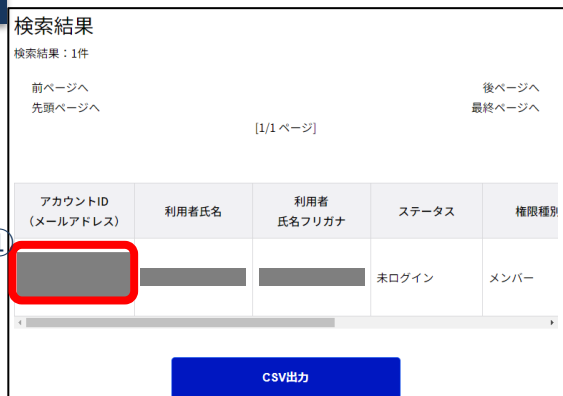 検索結果
検索結果：1件
前ページへ
後ページへ
先頭ページへ
最終ページへ
[1/1 ページ]
アカウントID
（メールアドレス）
利用者氏名
利用者
氏名フリガナ
ステータス
権限種別
未ログイン
メンバー
CSV出力